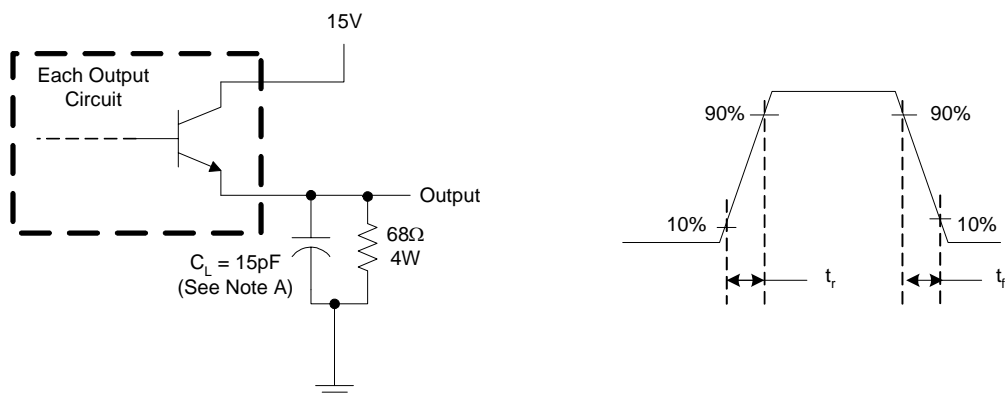 15V
Each Output
Circuit
Output
68Ω
4W
C_L = 15pF
(See Note A)
90%
90%
10%
10%
t_r
t_f